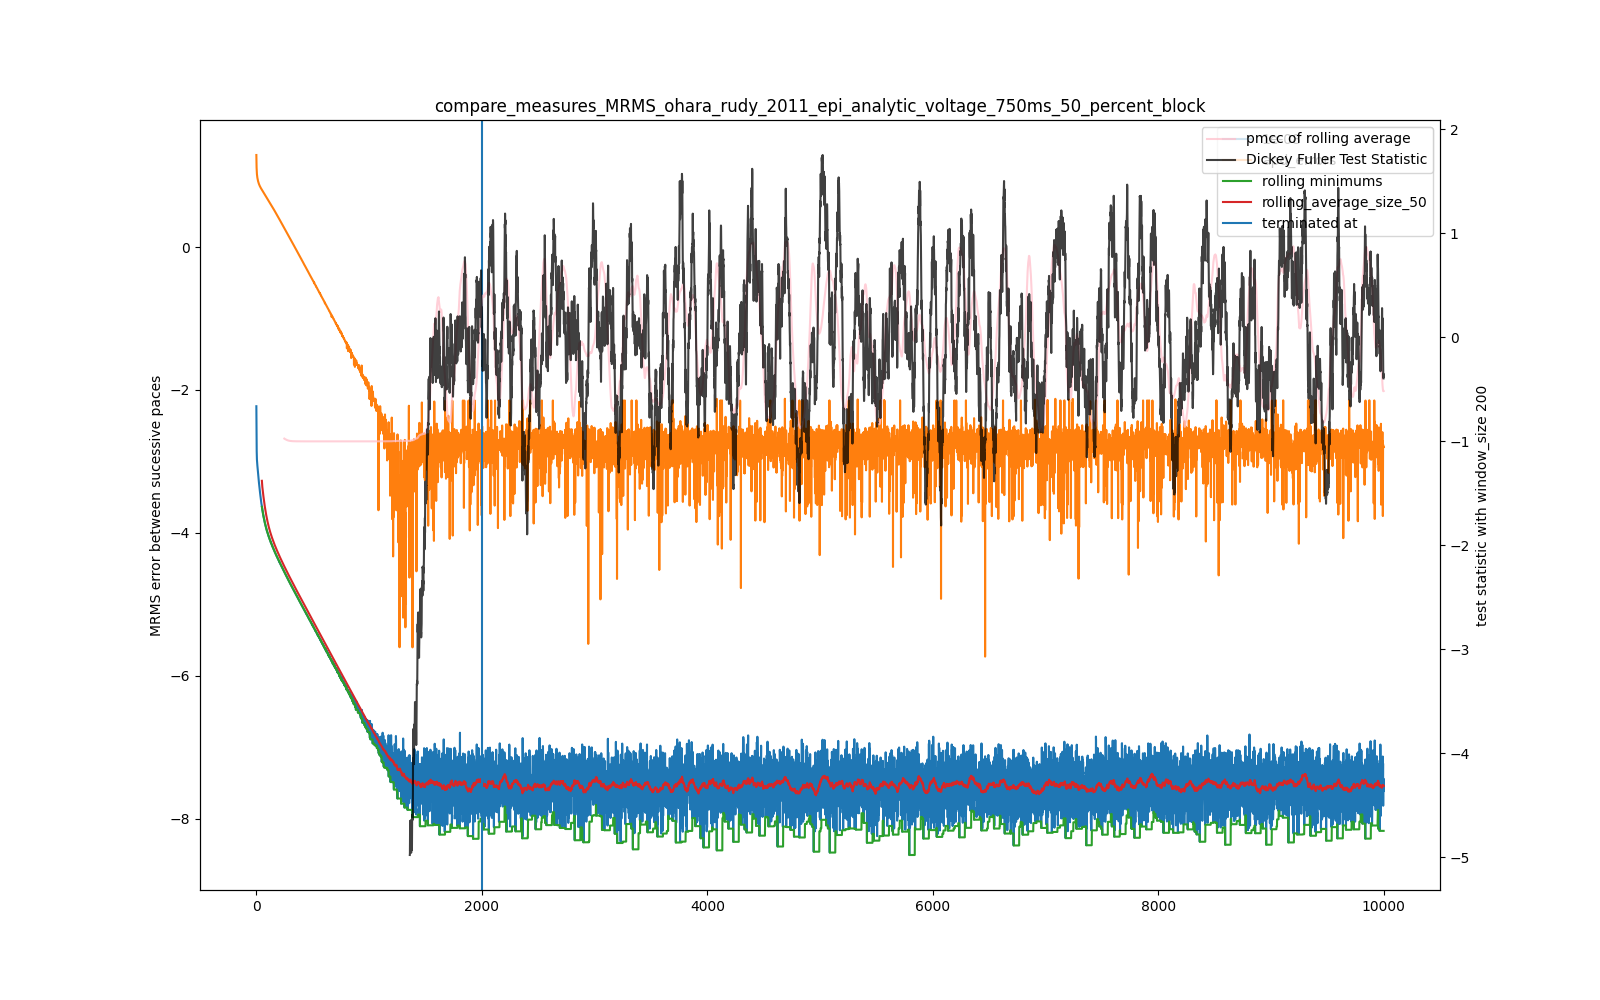 compare_measures_MRMS_ohara_rudy_2011_epi_analytic_voltage_750ms_50_percent_block
pmcc of rolling average
Dickey Fuller Test Statistic
rolling minimums
rolling_average_size_50
terminated at
MRMS error between sucessive paces
0
−2
−4
−6
−8
2
1
0
−1
−2
−3
−4
−5
test statistic with window_size 200
0
2000
4000
6000
8000
10000